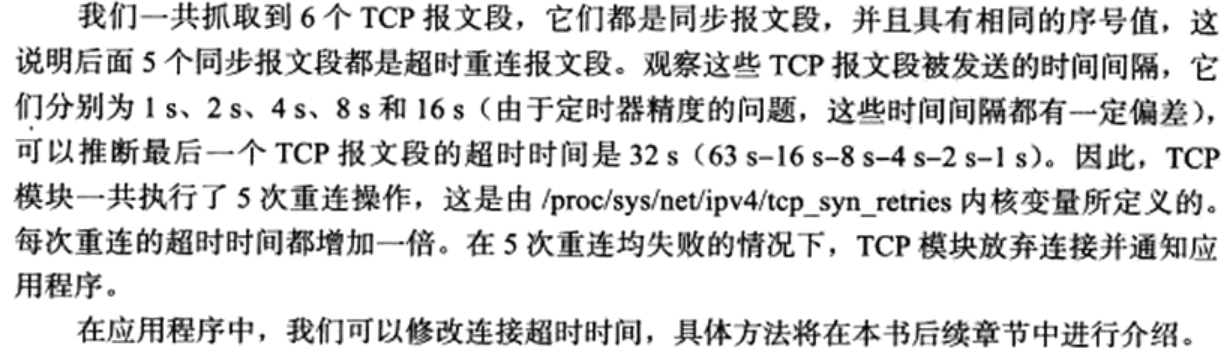 我们一共抓取到 6 个 TCP 报文段，它们都是同步报文段，并且具有相同的序号值，这
说明后面 5 个同步报文段都是超时重连报文段。观察这些 TCP 报文段被发送的时间间隔，它
们分别为 1 s、2 s、4 s、8 s 和 16 s（由于定时器精度的问题，这些时间间隔都有一定偏差），
可以推断最后一个 TCP 报文段的超时时间是 32 s（63 s–16 s–8 s–4 s–2 s–1 s）。因此，TCP
模块一共执行了 5 次重连操作，这是由 /proc/sys/net/ipv4/tcp_syn_retries 内核变量所定义的。
每次重连的超时时间都增加一倍。在 5 次重连均失败的情况下，TCP 模块放弃连接并通知应
用程序。
在应用程序中，我们可以修改连接超时时间，具体方法将在本书后续章节中进行介绍。